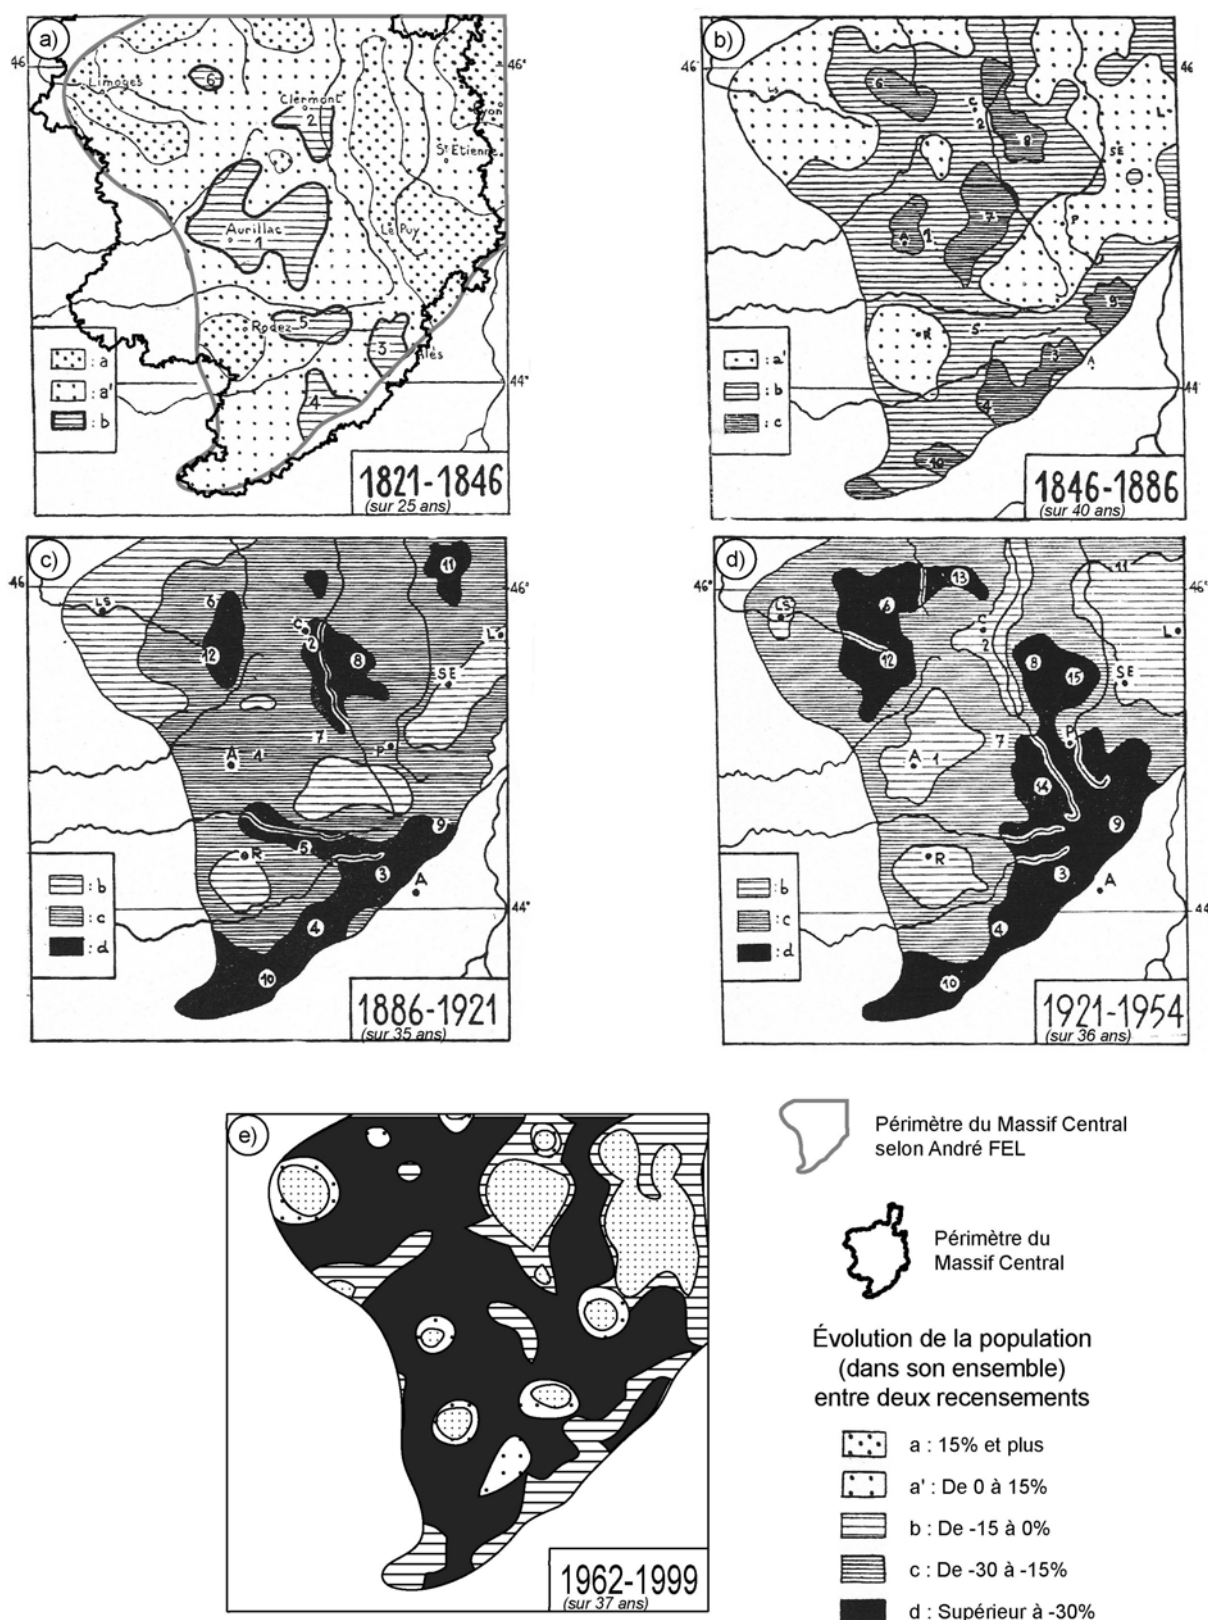 a)
46
46°
Limoges
6
Clermont
2
Lyon
St Etienne
Aurillac
1
Le Puy
Rodez
5
3
Alès
4
44°
: a
: a'
: b
1821-1846
(sur 25 ans)
b)
46
46
LS
6
C
2
8
L
SE
7
P
A
1
9
5
R
3
A
4
44
10
: a'
: b
: c
1846-1886
(sur 40 ans)
c)
46
46°
11
LS
6
C
2
12
8
L
SE
7
P
A
1
9
5
R
3
A
4
44°
10
: b
: c
: d
1886-1921
(sur 35 ans)
d)
46
46°
11
13
LS
6
C
2
L
12
8
15
SE
7
P
A
1
14
9
R
3
A
4
44
10
: b
: c
: d
1921-1954
(sur 36 ans)
e)
1962-1999
(sur 37 ans)
Périmètre du Massif Central
selon André FEL
Périmètre du
Massif Central
Évolution de la population
(dans son ensemble)
entre deux recensements
a : 15% et plus
a' : De 0 à 15%
b : De -15 à 0%
c : De -30 à -15%
d : Supérieur à -30%